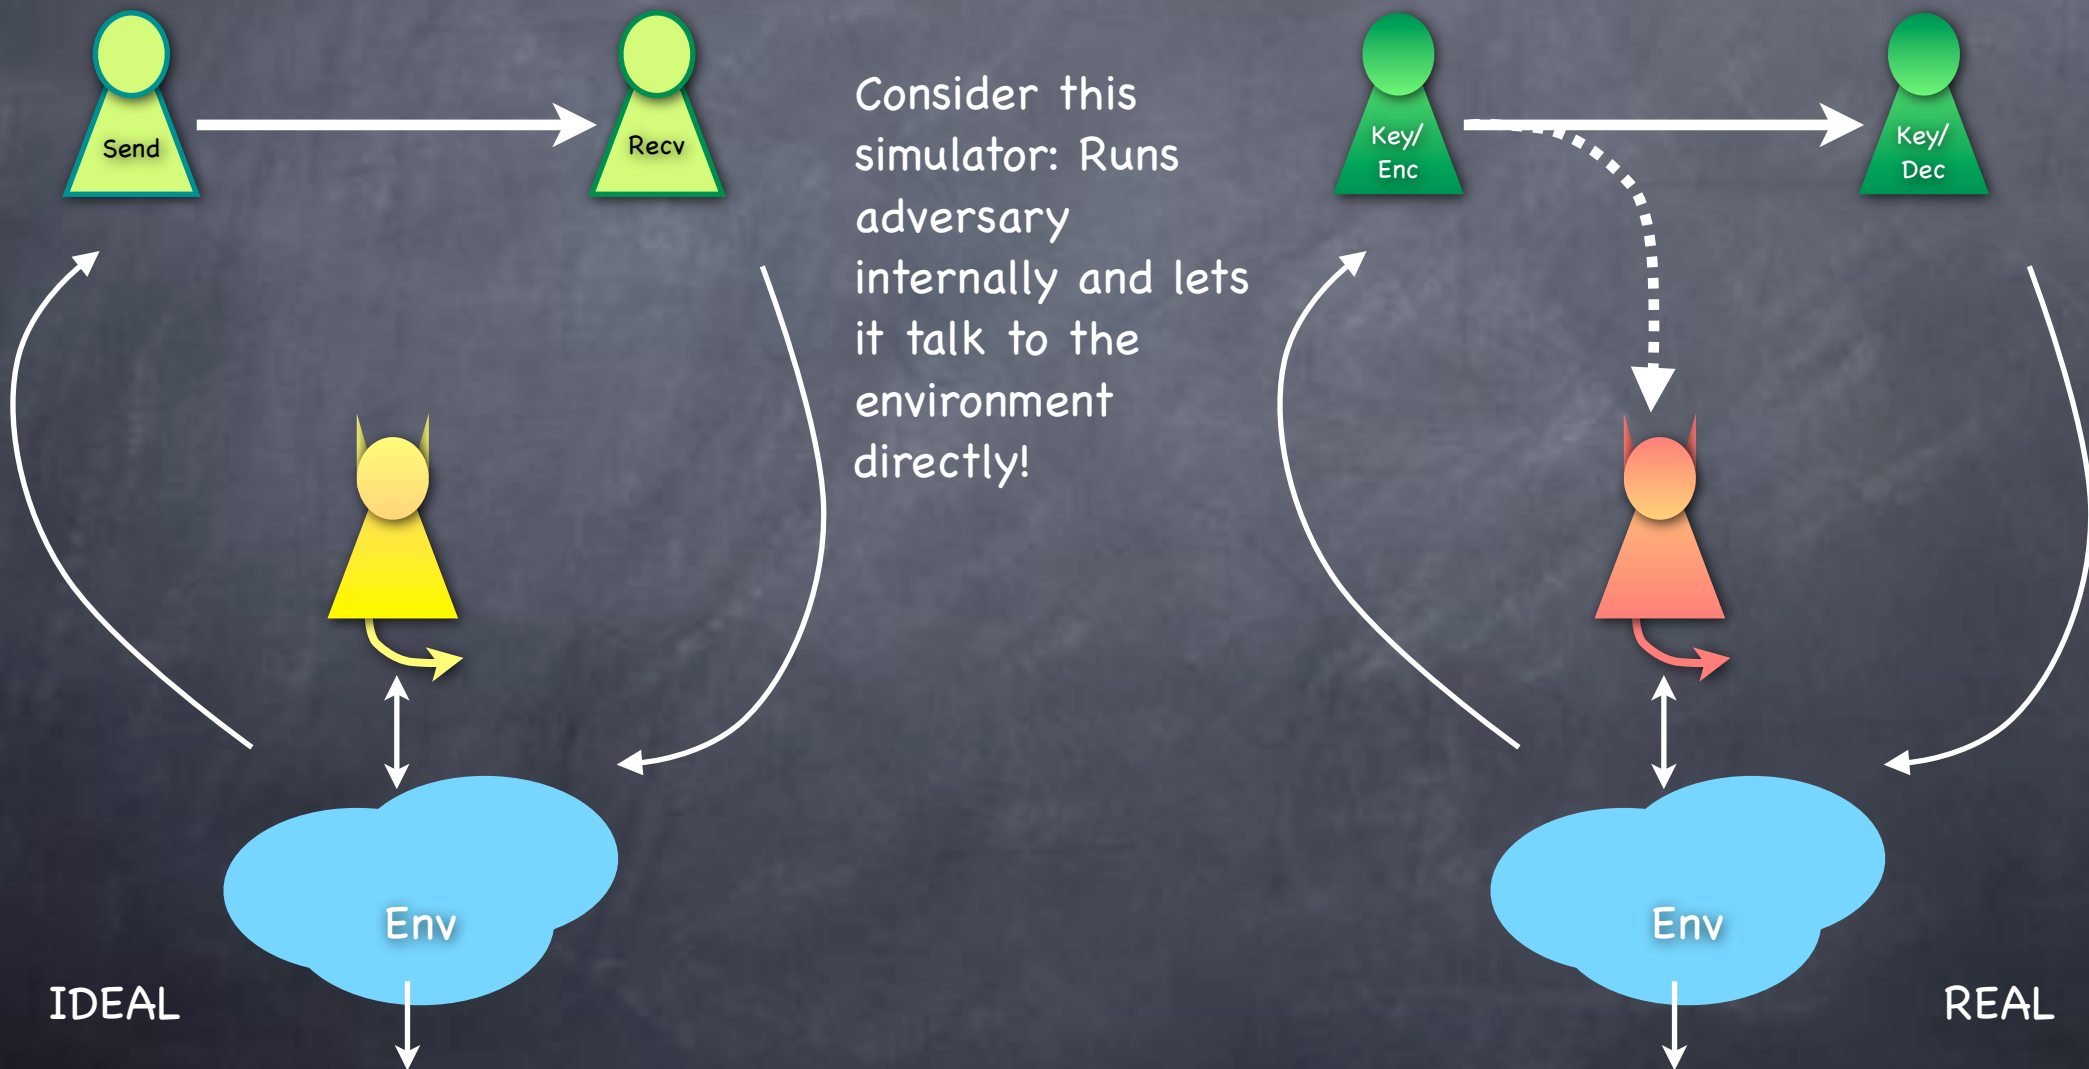 Send
Recv
Consider this
simulator: Runs
adversary
internally and lets
it talk to the
environment
directly!
Key/
Enc
Key/
Dec
Env
Env
IDEAL
REAL